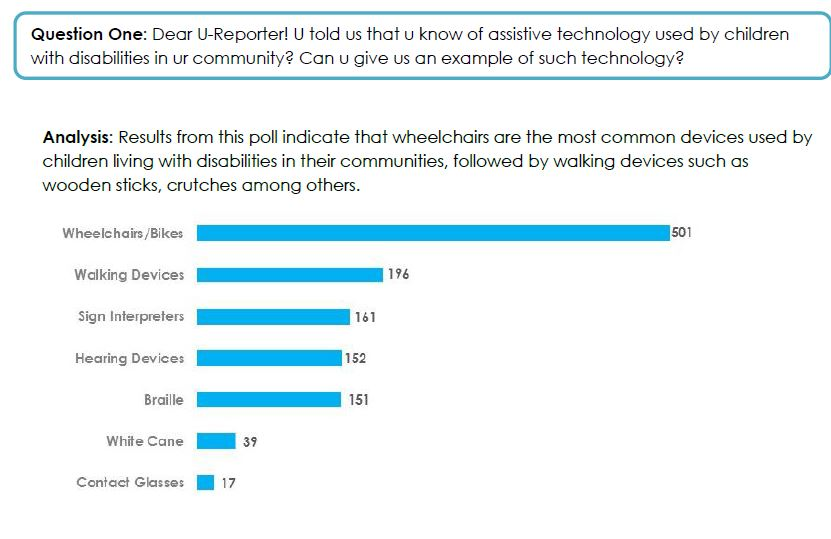 Question One: Dear U-Reporter! U told us that u know of assistive technology used by children
with disabilities in ur community? Can u give us an example of such technology?
Analysis: Results from this poll indicate that wheelchairs are the most common devices used by
children living with disabilities in their communities, followed by walking devices such as
wooden sticks, crutches among others.
Wheelchairs/Bikes 501
Walking Devices 196
Sign Interpreters 161
Hearing Devices 152
Braille 151
White Cane 39
Contact Glasses 17